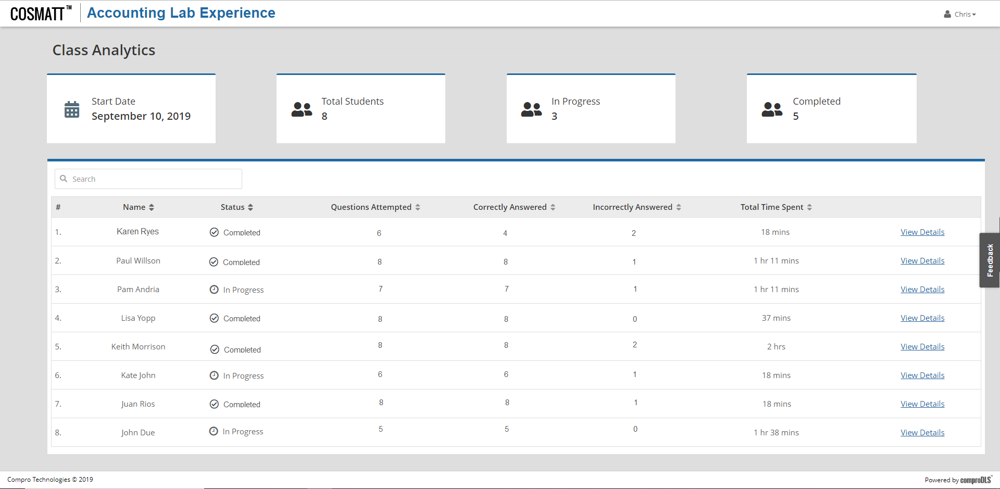 COSMATT™ Accounting Lab Experience Chris
Class Analytics
Start Date
September 10, 2019
Total Students
8
In Progress
3
Completed
5
Search
# Name Status Questions Attempted Correctly Answered Incorrectly Answered Total Time Spent
1. Karen Ryes Completed 6 4 2 18 mins View Details
2. Paul Willson Completed 8 8 1 1 hr 11 mins View Details
3. Pam Andria In Progress 7 7 1 1 hr 11 mins View Details
4. Lisa Yopp Completed 8 8 0 37 mins View Details
5. Keith Morrison Completed 8 8 2 2 hrs View Details
6. Kate John In Progress 6 6 1 18 mins View Details
7. Juan Rios Completed 8 8 1 18 mins View Details
8. John Due In Progress 5 5 0 1 hr 38 mins View Details
Feedback
Compro Technologies © 2019 Powered by comproDLS™